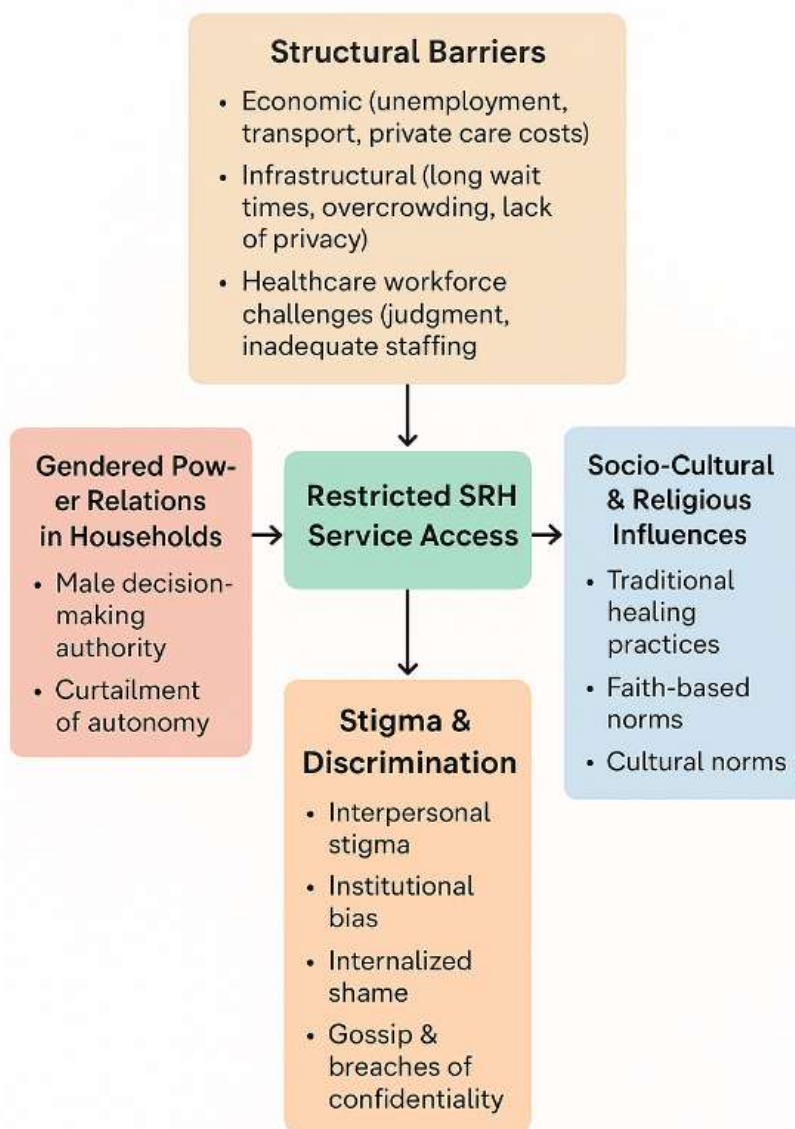 Structural Barriers
• Economic (unemployment,
transport, private care costs)
• Infrastructural (long wait
times, overcrowding, lack
of privacy)
• Healthcare workforce
challenges (judgment,
inadequate staffing
Gendered Pow-
er Relations
in Households
• Male decision-
making
authority
• Curtailment
of autonomy
Restricted SRH
Service Access
Socio-Cultural
& Religious
Influences
• Traditional
healing
practices
• Faith-based
norms
• Cultural norms
Stigma &
Discrimination
• Interpersonal
stigma
• Institutional
bias
• Internalized
shame
• Gossip &
breaches of
confidentiality